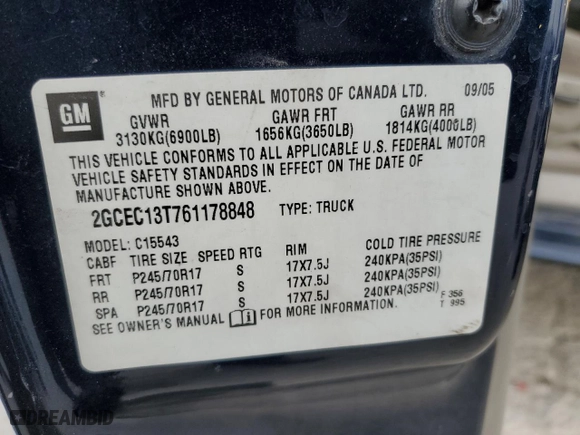 GM
MFD BY GENERAL MOTORS OF CANADA LTD. 09/05
GVWR GAWR FRT GAWR RR
3130KG(6900LB) 1656KG(3650LB) 1814KG(4000LB)
THIS VEHICLE CONFORMS TO ALL APPLICABLE U.S. FEDERAL MOTOR
VEHICLE SAFETY STANDARDS IN EFFECT ON THE DATE OF
MANUFACTURE SHOWN ABOVE.
2GCEC13T761178848 TYPE: TRUCK
MODEL: C15543
CABF TIRE SIZE SPEED RTG RIM COLD TIRE PRESSURE
FRT P245/70R17 S 17X7.5J 240KPA(35PSI)
RR P245/70R17 S 17X7.5J 240KPA(35PSI)
SPA P245/70R17 S 17X7.5J 240KPA(35PSI)
SEE OWNER'S MANUAL FOR MORE INFORMATION.
F 356
T 995
DREAMBID